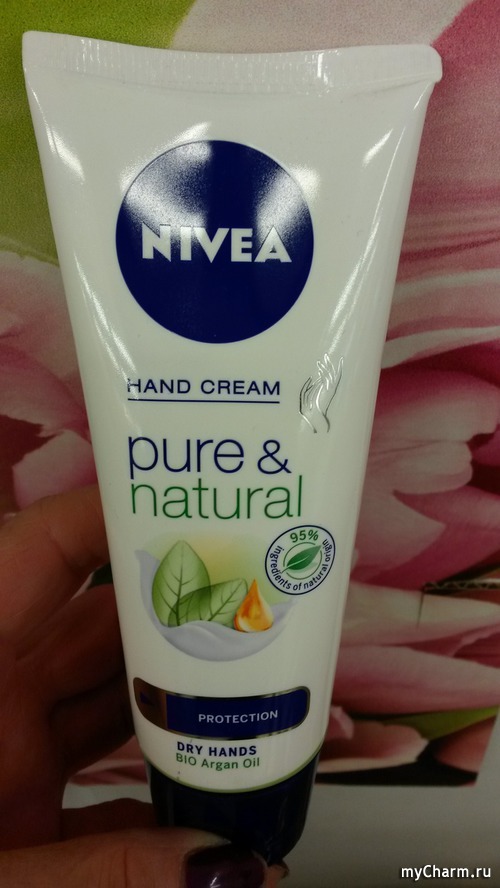 NIVEA
HAND CREAM
pure &
natural
95%
ingredients of natural origin
PROTECTION
DRY HANDS
BIO Argan Oil
myCharm.ru